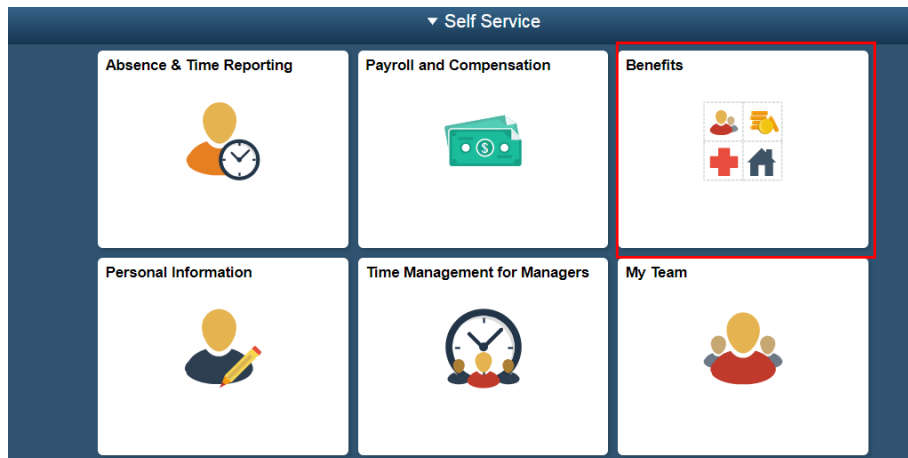 Self Service
Absence & Time Reporting
Payroll and Compensation
Benefits
Personal Information
Time Management for Managers
My Team